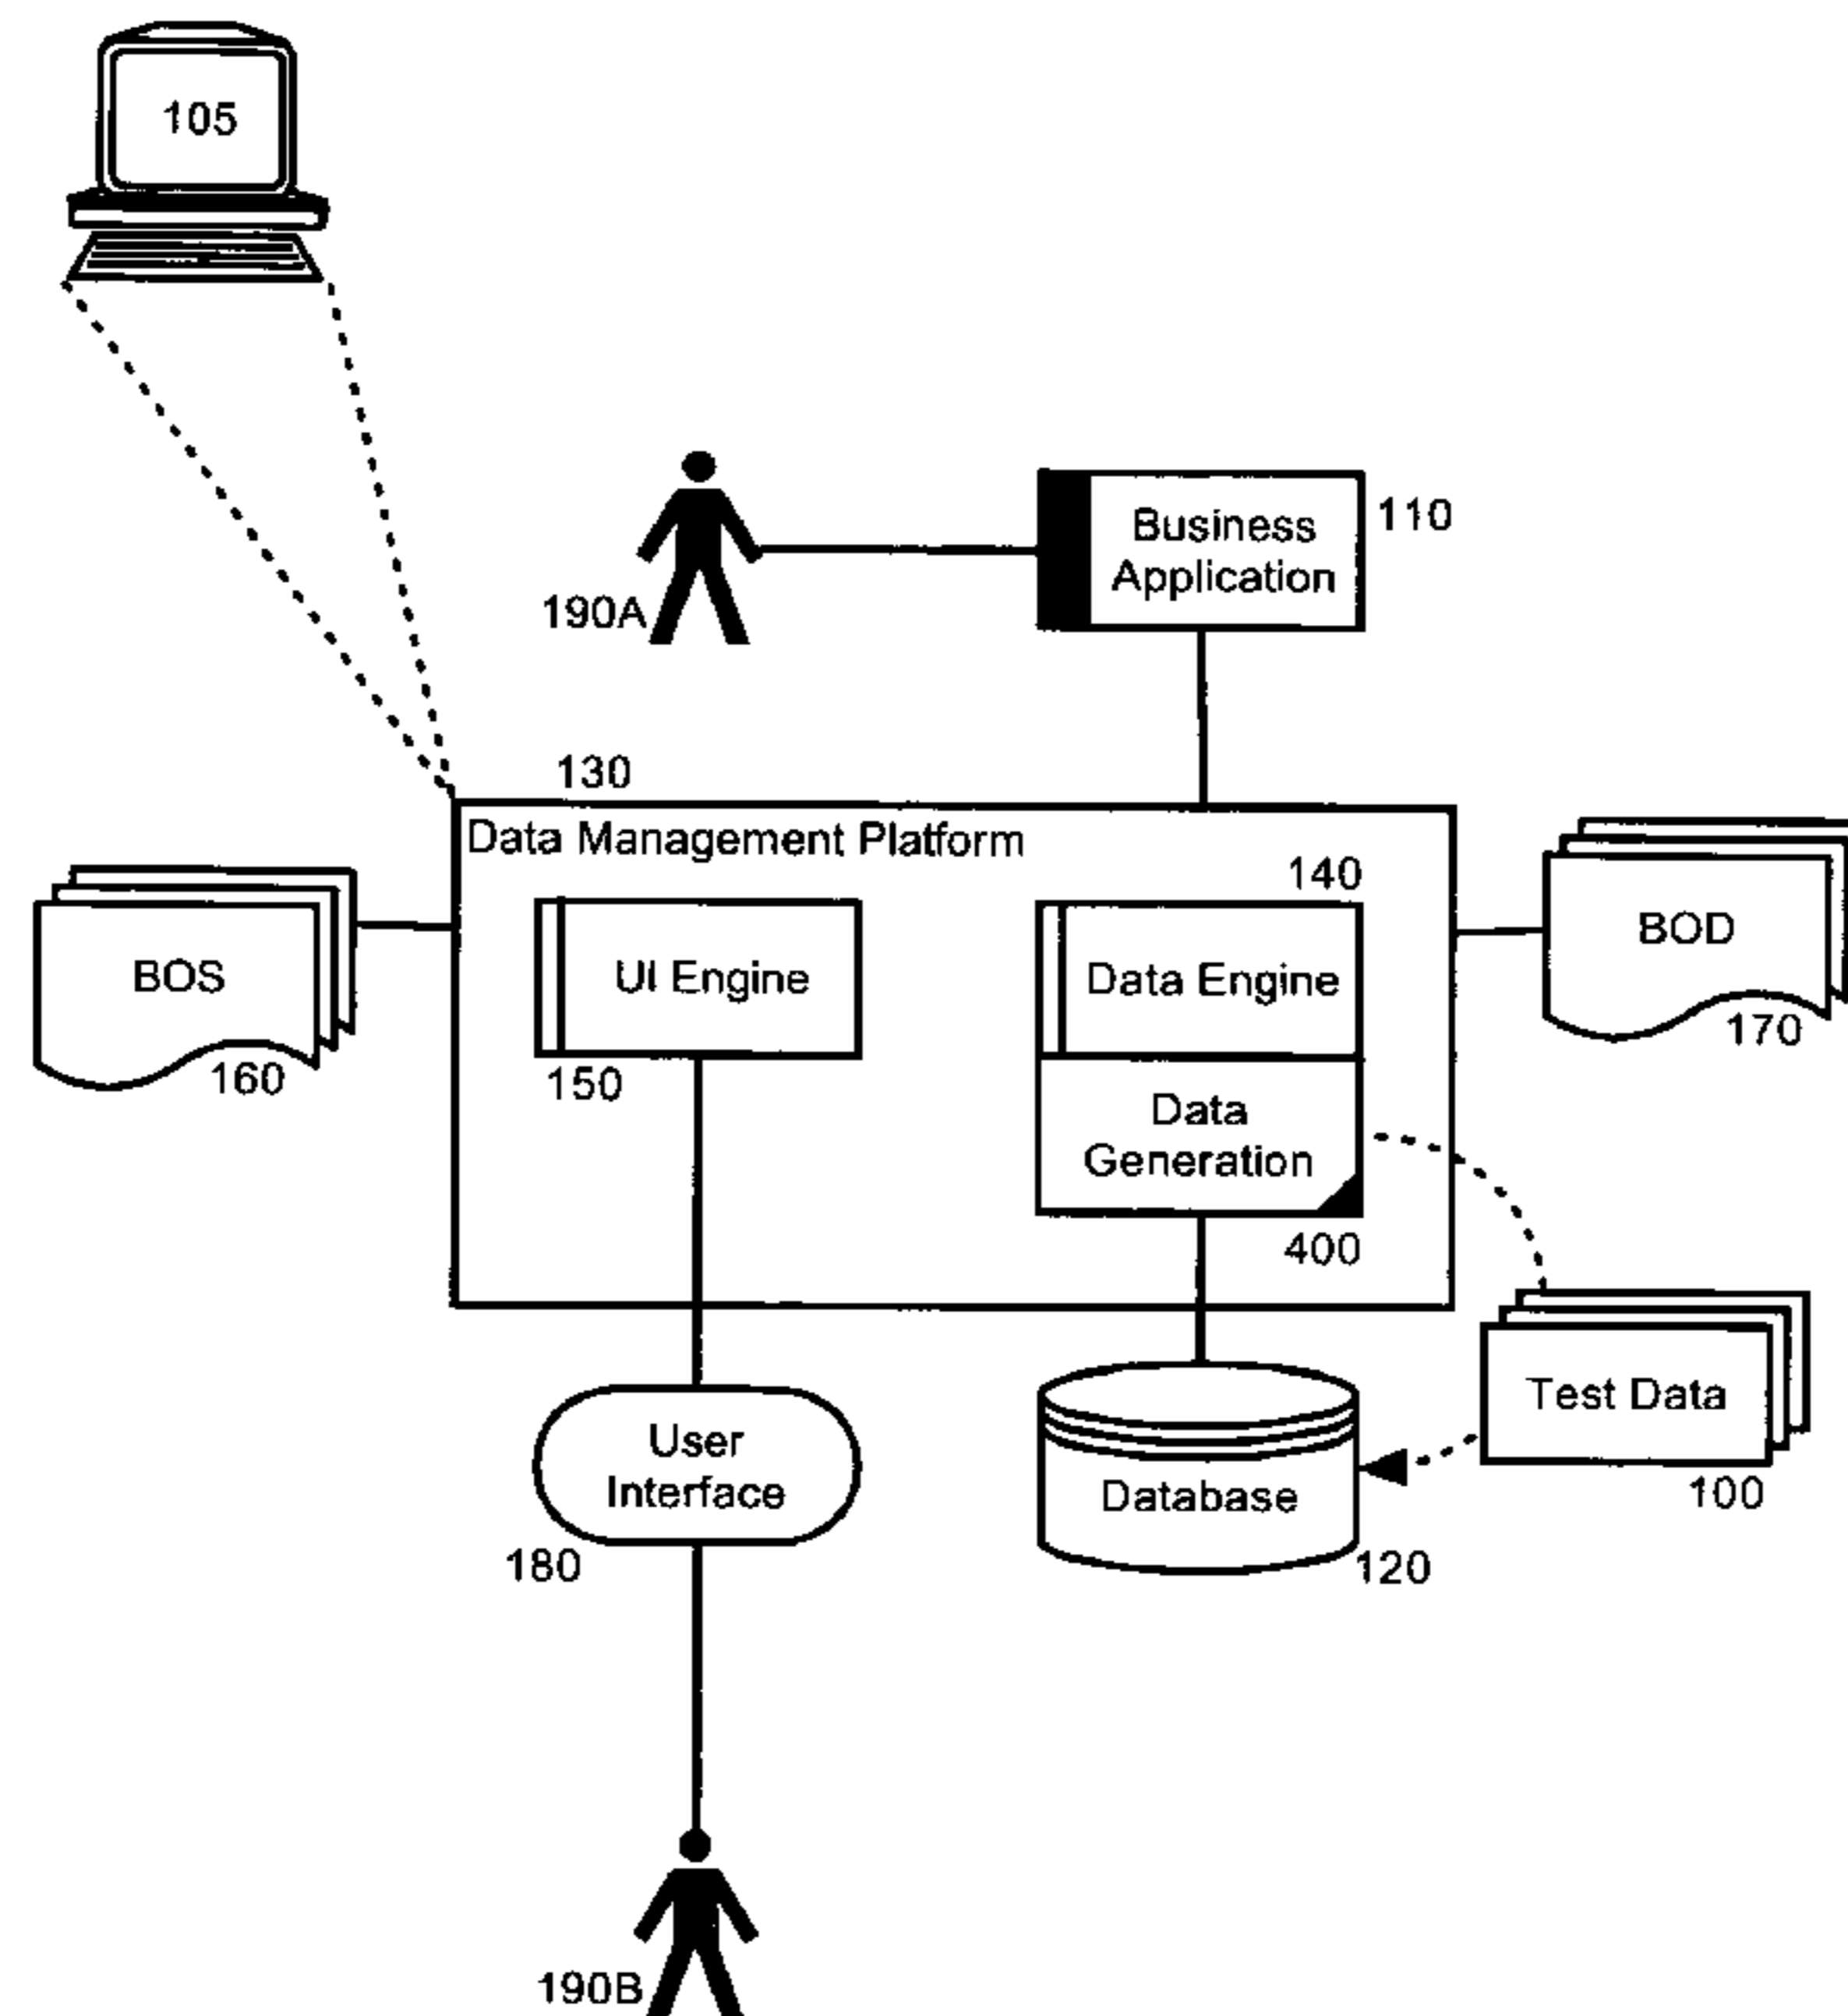 105
Business
Application
110
190A
130
Data Management Platform
140
BOS
160
UI Engine
150
Data Engine
Data
Generation
400
BOD
170
Test Data
100
User
Interface
180
Database
120
190B